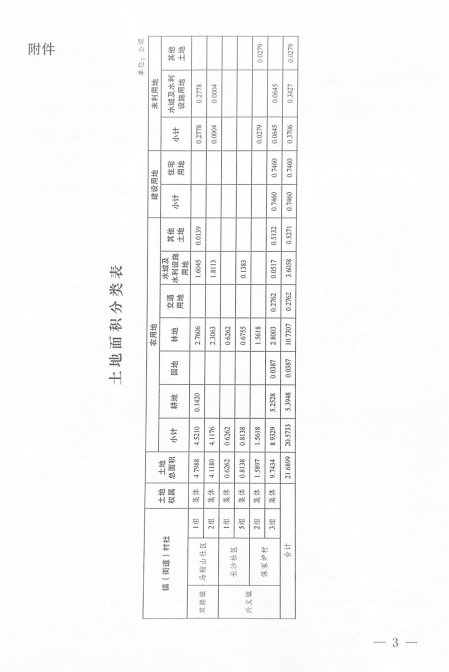 附件
土地面积分类表
单位：公顷
镇（街道）村社 土地权属 土地总面积 农用地 建设用地 未利用地
小计 耕地 园地 林地 交通用地 水域及水利设施用地 其他土地 小计 住宅用地 小计 水域及水利设施用地 其他土地
双路镇 马鞍山社区 1组 集体 4.7988 4.5210 0.1420 2.7606 1.6045 0.0139 0.2778 0.2778
2组 集体 4.1180 4.1176 2.3063 1.8113 0.0004 0.0004
兴义镇 长沙社区 1组 集体 0.6262 0.6262 0.6262
5组 集体 0.8138 0.8138 0.6755 0.1383
保家炉村 2组 集体 1.5897 1.5618 1.5618 0.0279 0.0279
3组 集体 9.7434 8.9329 5.2528 0.0387 2.8003 0.2762 0.0517 0.5132 0.7460 0.7460 0.0645 0.0645
合计 21.6899 20.5733 5.3948 0.0387 10.7307 0.2762 3.6058 0.5271 0.7460 0.7460 0.3706 0.3427 0.0279
— 3 —